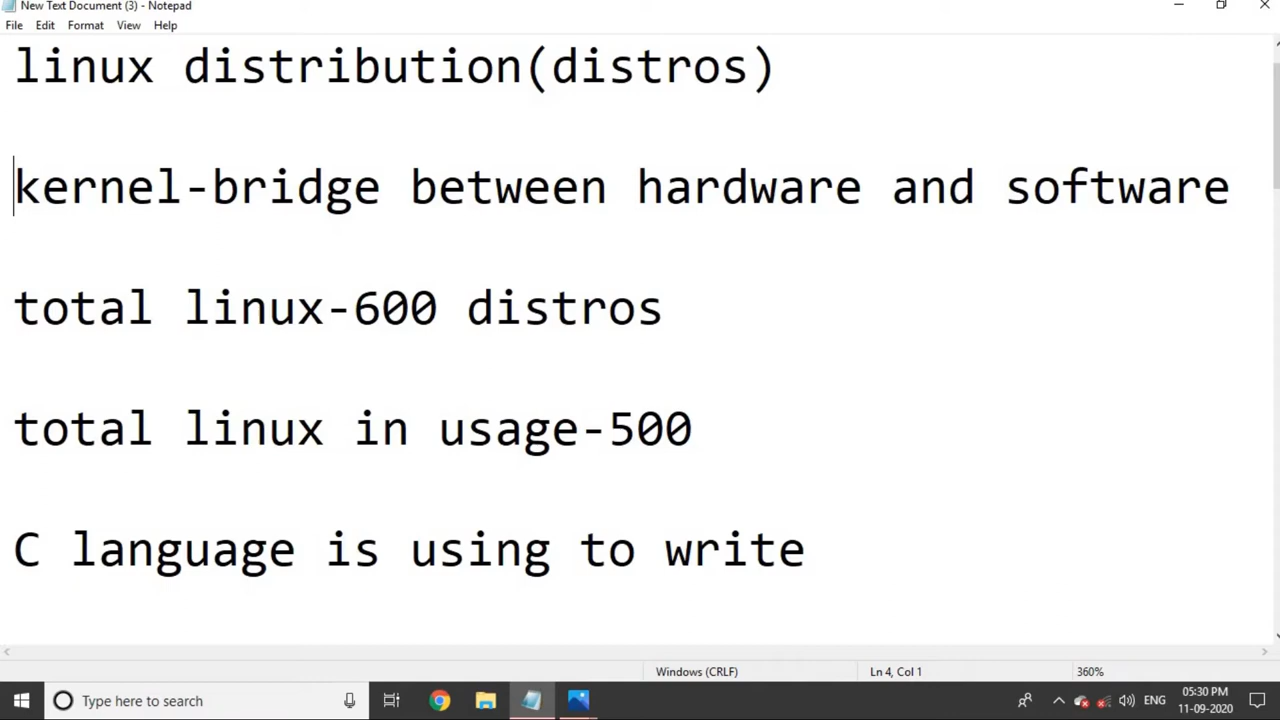 New Text Document (3) - Notepad
File Edit Format View Help
linux distribution(distros)
kernel-bridge between hardware and software
total linux-600 distros
total linux in usage-500
C language is using to write
Windows (CRLF) Ln 4, Col 1 360%
Type here to search ENG 05:30 PM
11-09-2020